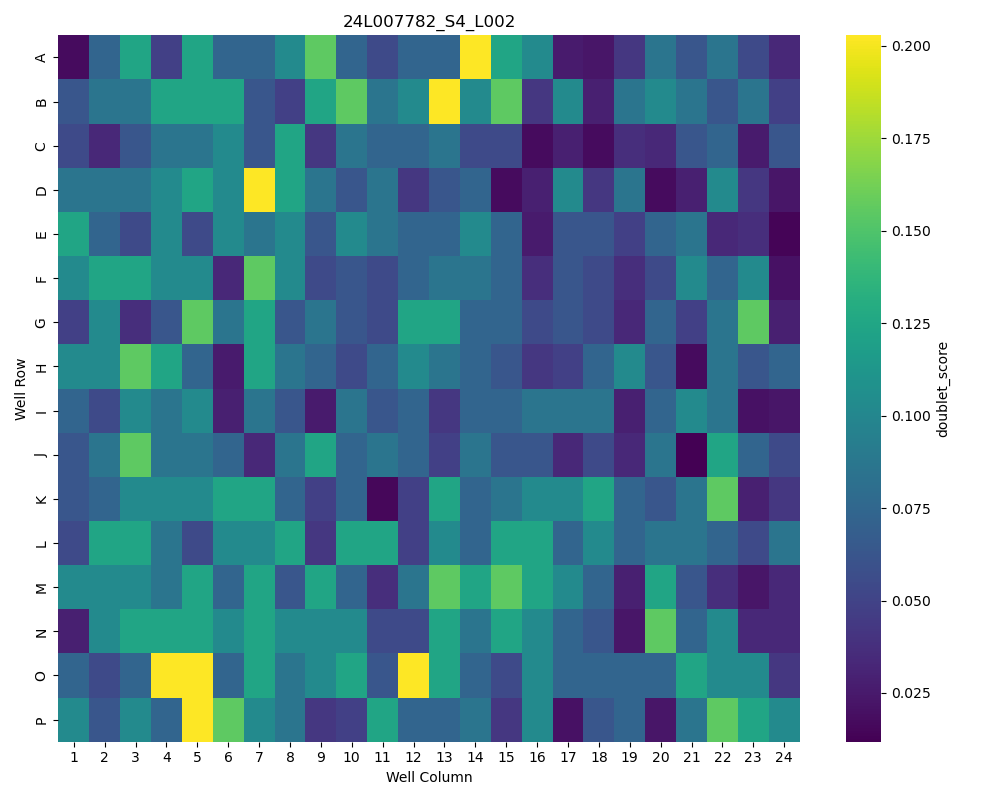 24L007782_S4_L002
A
B
C
D
E
F
G
H
I
J
K
L
M
N
O
P
Well Row
1 2 3 4 5 6 7 8 9 10 11 12 13 14 15 16 17 18 19 20 21 22 23 24
Well Column
0.200
0.175
0.150
0.125
0.100
0.075
0.050
0.025
doublet_score